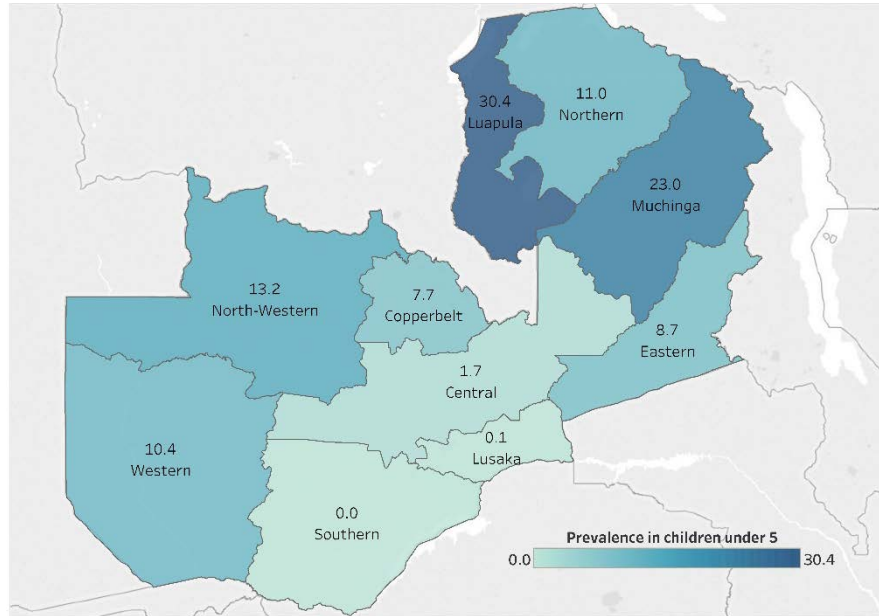 30.4
Luapula
11.0
Northern
23.0
Muchinga
13.2
North-Western
7.7
Copperbelt
8.7
Eastern
1.7
Central
10.4
Western
0.1
Lusaka
0.0
Southern
Prevalence in children under 5
0.0 30.4